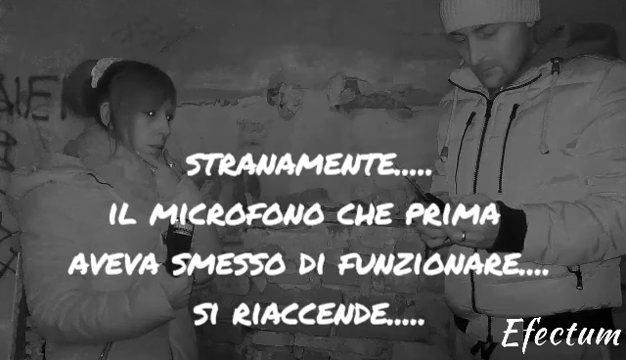 STRANAMENTE.....
IL MICROFONO CHE PRIMA
AVEVA SMESSO DI FUNZIONARE....
SI RIACCENDE.....
Efectum